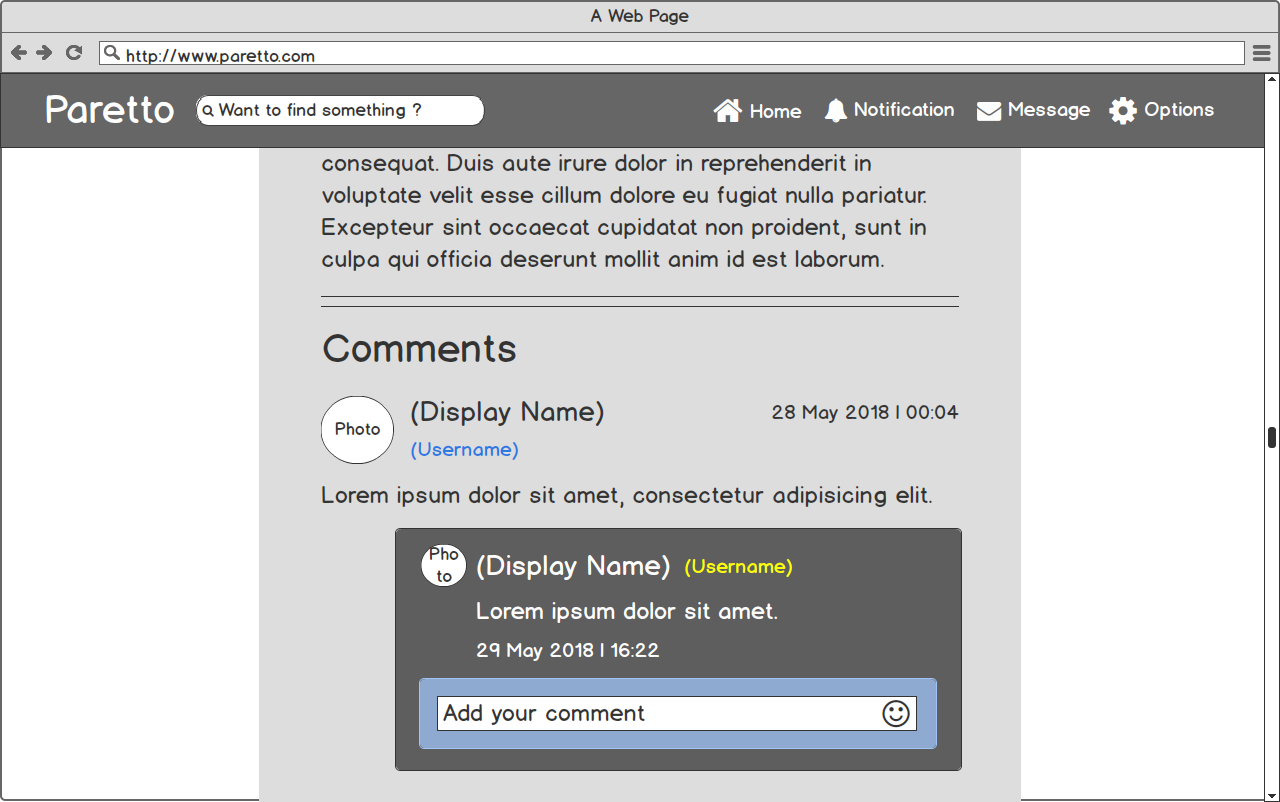 A Web Page
http://www.paretto.com
Paretto
Want to find something ?
Home
Notification
Message
Options
consequat. Duis aute irure dolor in reprehenderit in
voluptate velit esse cillum dolore eu fugiat nulla pariatur.
Excepteur sint occaecat cupidatat non proident, sunt in
culpa qui officia deserunt mollit anim id est laborum.
Comments
Photo
(Display Name)
28 May 2018 | 00:04
(Username)
Lorem ipsum dolor sit amet, consectetur adipisicing elit.
Pho
to
(Display Name)
(Username)
Lorem ipsum dolor sit amet.
29 May 2018 | 16:22
Add your comment